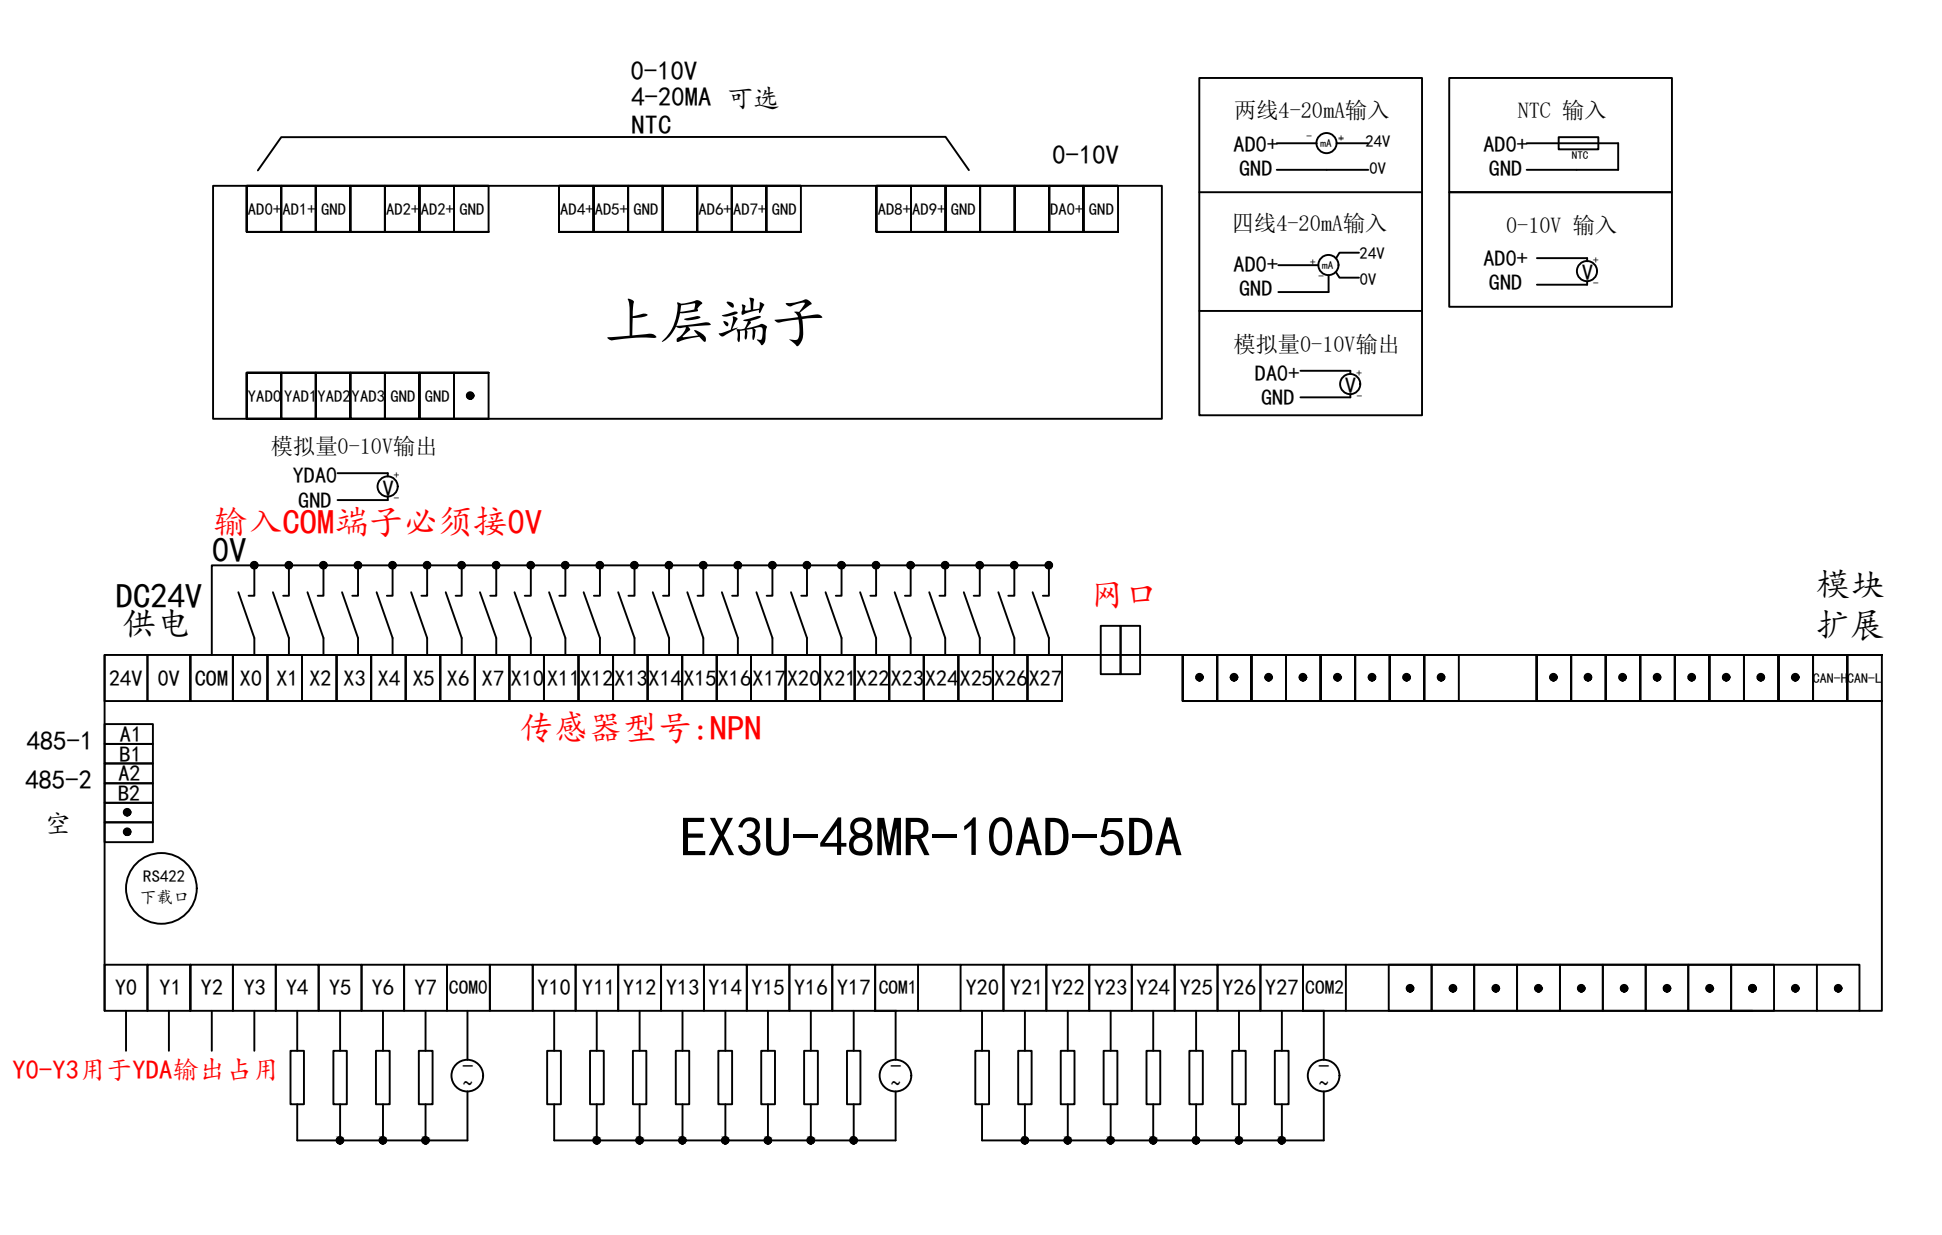 0-10V
4-20MA 可选
NTC
0-10V
AD0+ AD1+ GND AD2+ AD2+ GND AD4+ AD5+ GND AD6+ AD7+ GND AD8+ AD9+ GND DA0+ GND
上层端子
YAD0 YAD1 YAD2 YAD3 GND GND
模拟量0-10V输出
YDA0 + V
GND -
两线4-20mA输入
AD0+ - mA + 24V
GND 0V
四线4-20mA输入
AD0+ + mA 24V
GND - 0V
模拟量0-10V输出
DA0+ + V
GND -
NTC 输入
AD0+
NTC
GND
0-10V 输入
AD0+ + V
GND -
输入COM端子必须接0V
0V
DC24V
供电
网口
模块
扩展
24V 0V COM X0 X1 X2 X3 X4 X5 X6 X7 X10 X11 X12 X13 X14 X15 X16 X17 X20 X21 X22 X23 X24 X25 X26 X27 CAN-H CAN-L
传感器型号:NPN
485-1 A1
B1
485-2 A2
B2
空
EX3U-48MR-10AD-5DA
RS422
下载口
Y0 Y1 Y2 Y3 Y4 Y5 Y6 Y7 COM0 Y10 Y11 Y12 Y13 Y14 Y15 Y16 Y17 COM1 Y20 Y21 Y22 Y23 Y24 Y25 Y26 Y27 COM2
Y0-Y3用于YDA输出占用